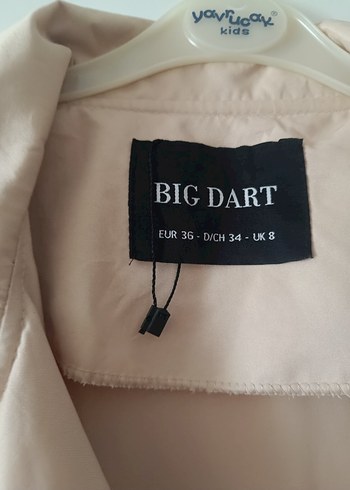 yavrucak
kids
BIG DART
EUR 36 - D/CH 34 - UK 8